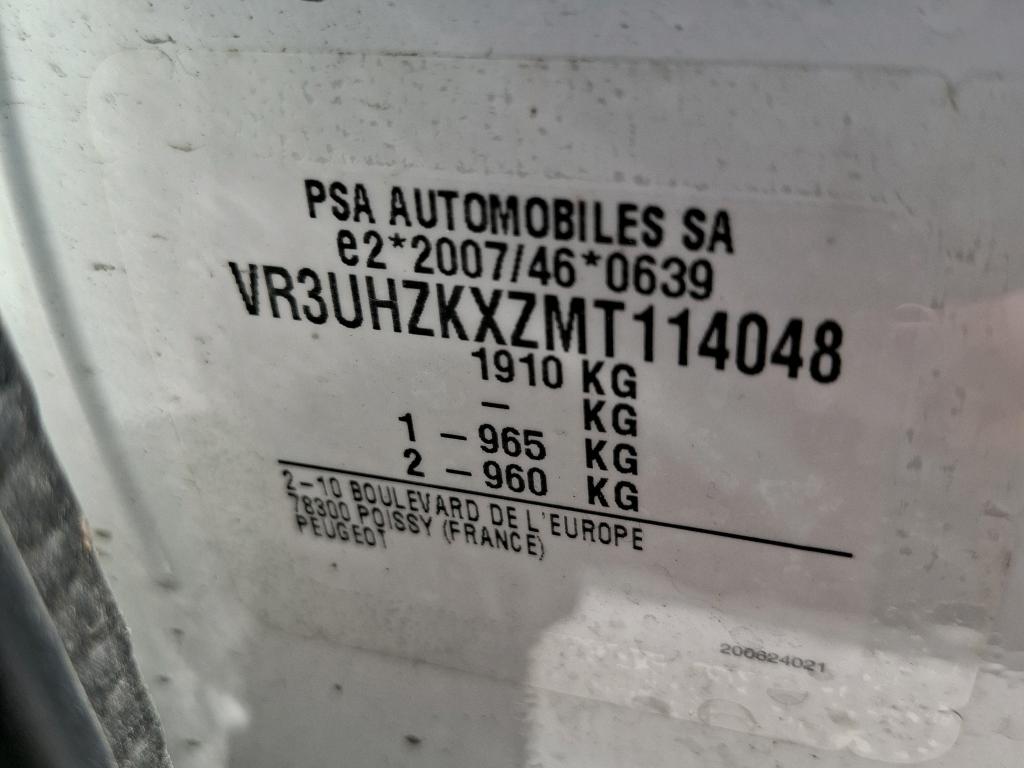 PSA AUTOMOBILES SA
e2*2007/46*0639
VR3UHZKXZMT114048
1910 KG
– KG
1 – 965 KG
2 – 960 KG
2–10 BOULEVARD DE L'EUROPE
78300 POISSY (FRANCE)
PEUGEOT
200624021